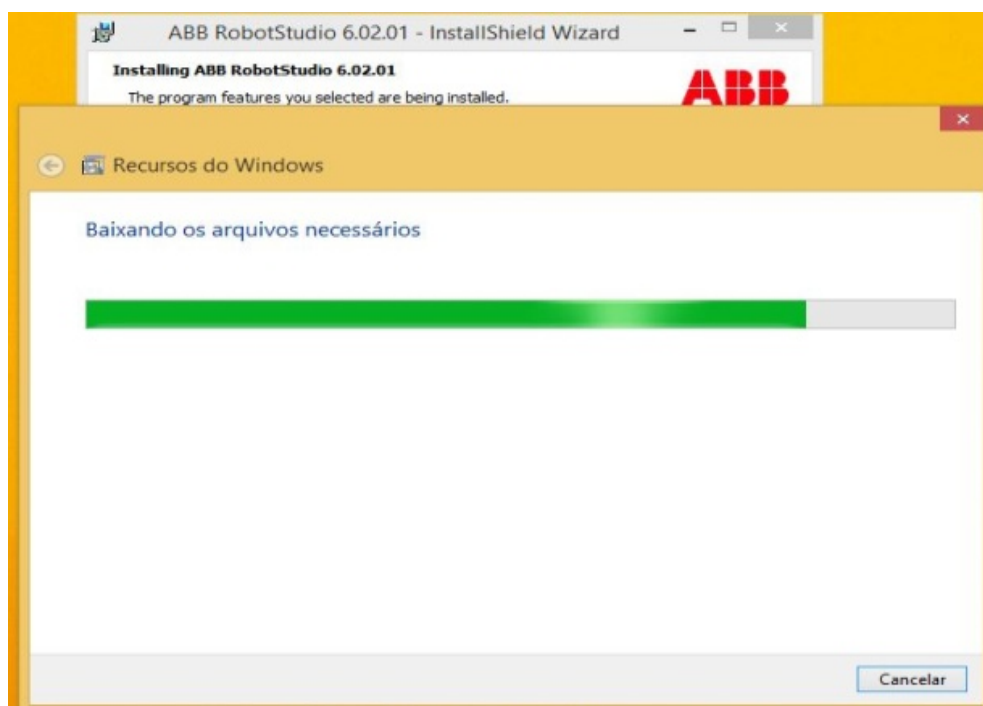 ABB RobotStudio 6.02.01 - InstallShield Wizard
Installing ABB RobotStudio 6.02.01
The program features you selected are being installed.
ABB
Recursos do Windows
Baixando os arquivos necessários
Cancelar